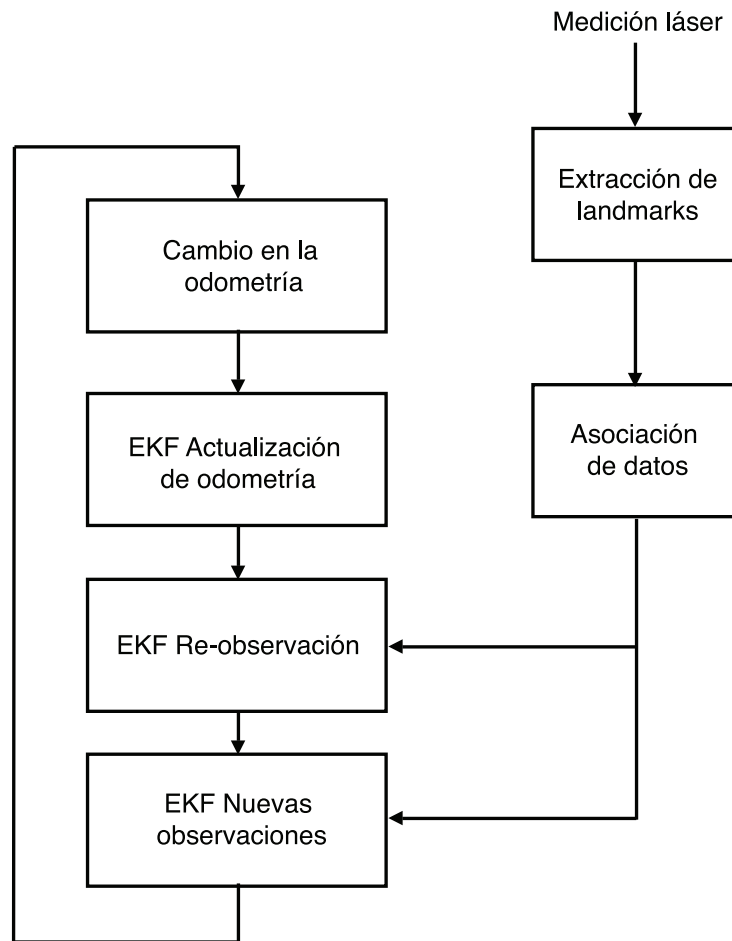 Medición láser
Extracción de
landmarks
Cambio en la
odometría
EKF Actualización
de odometría
Asociación
de datos
EKF Re-observación
EKF Nuevas
observaciones